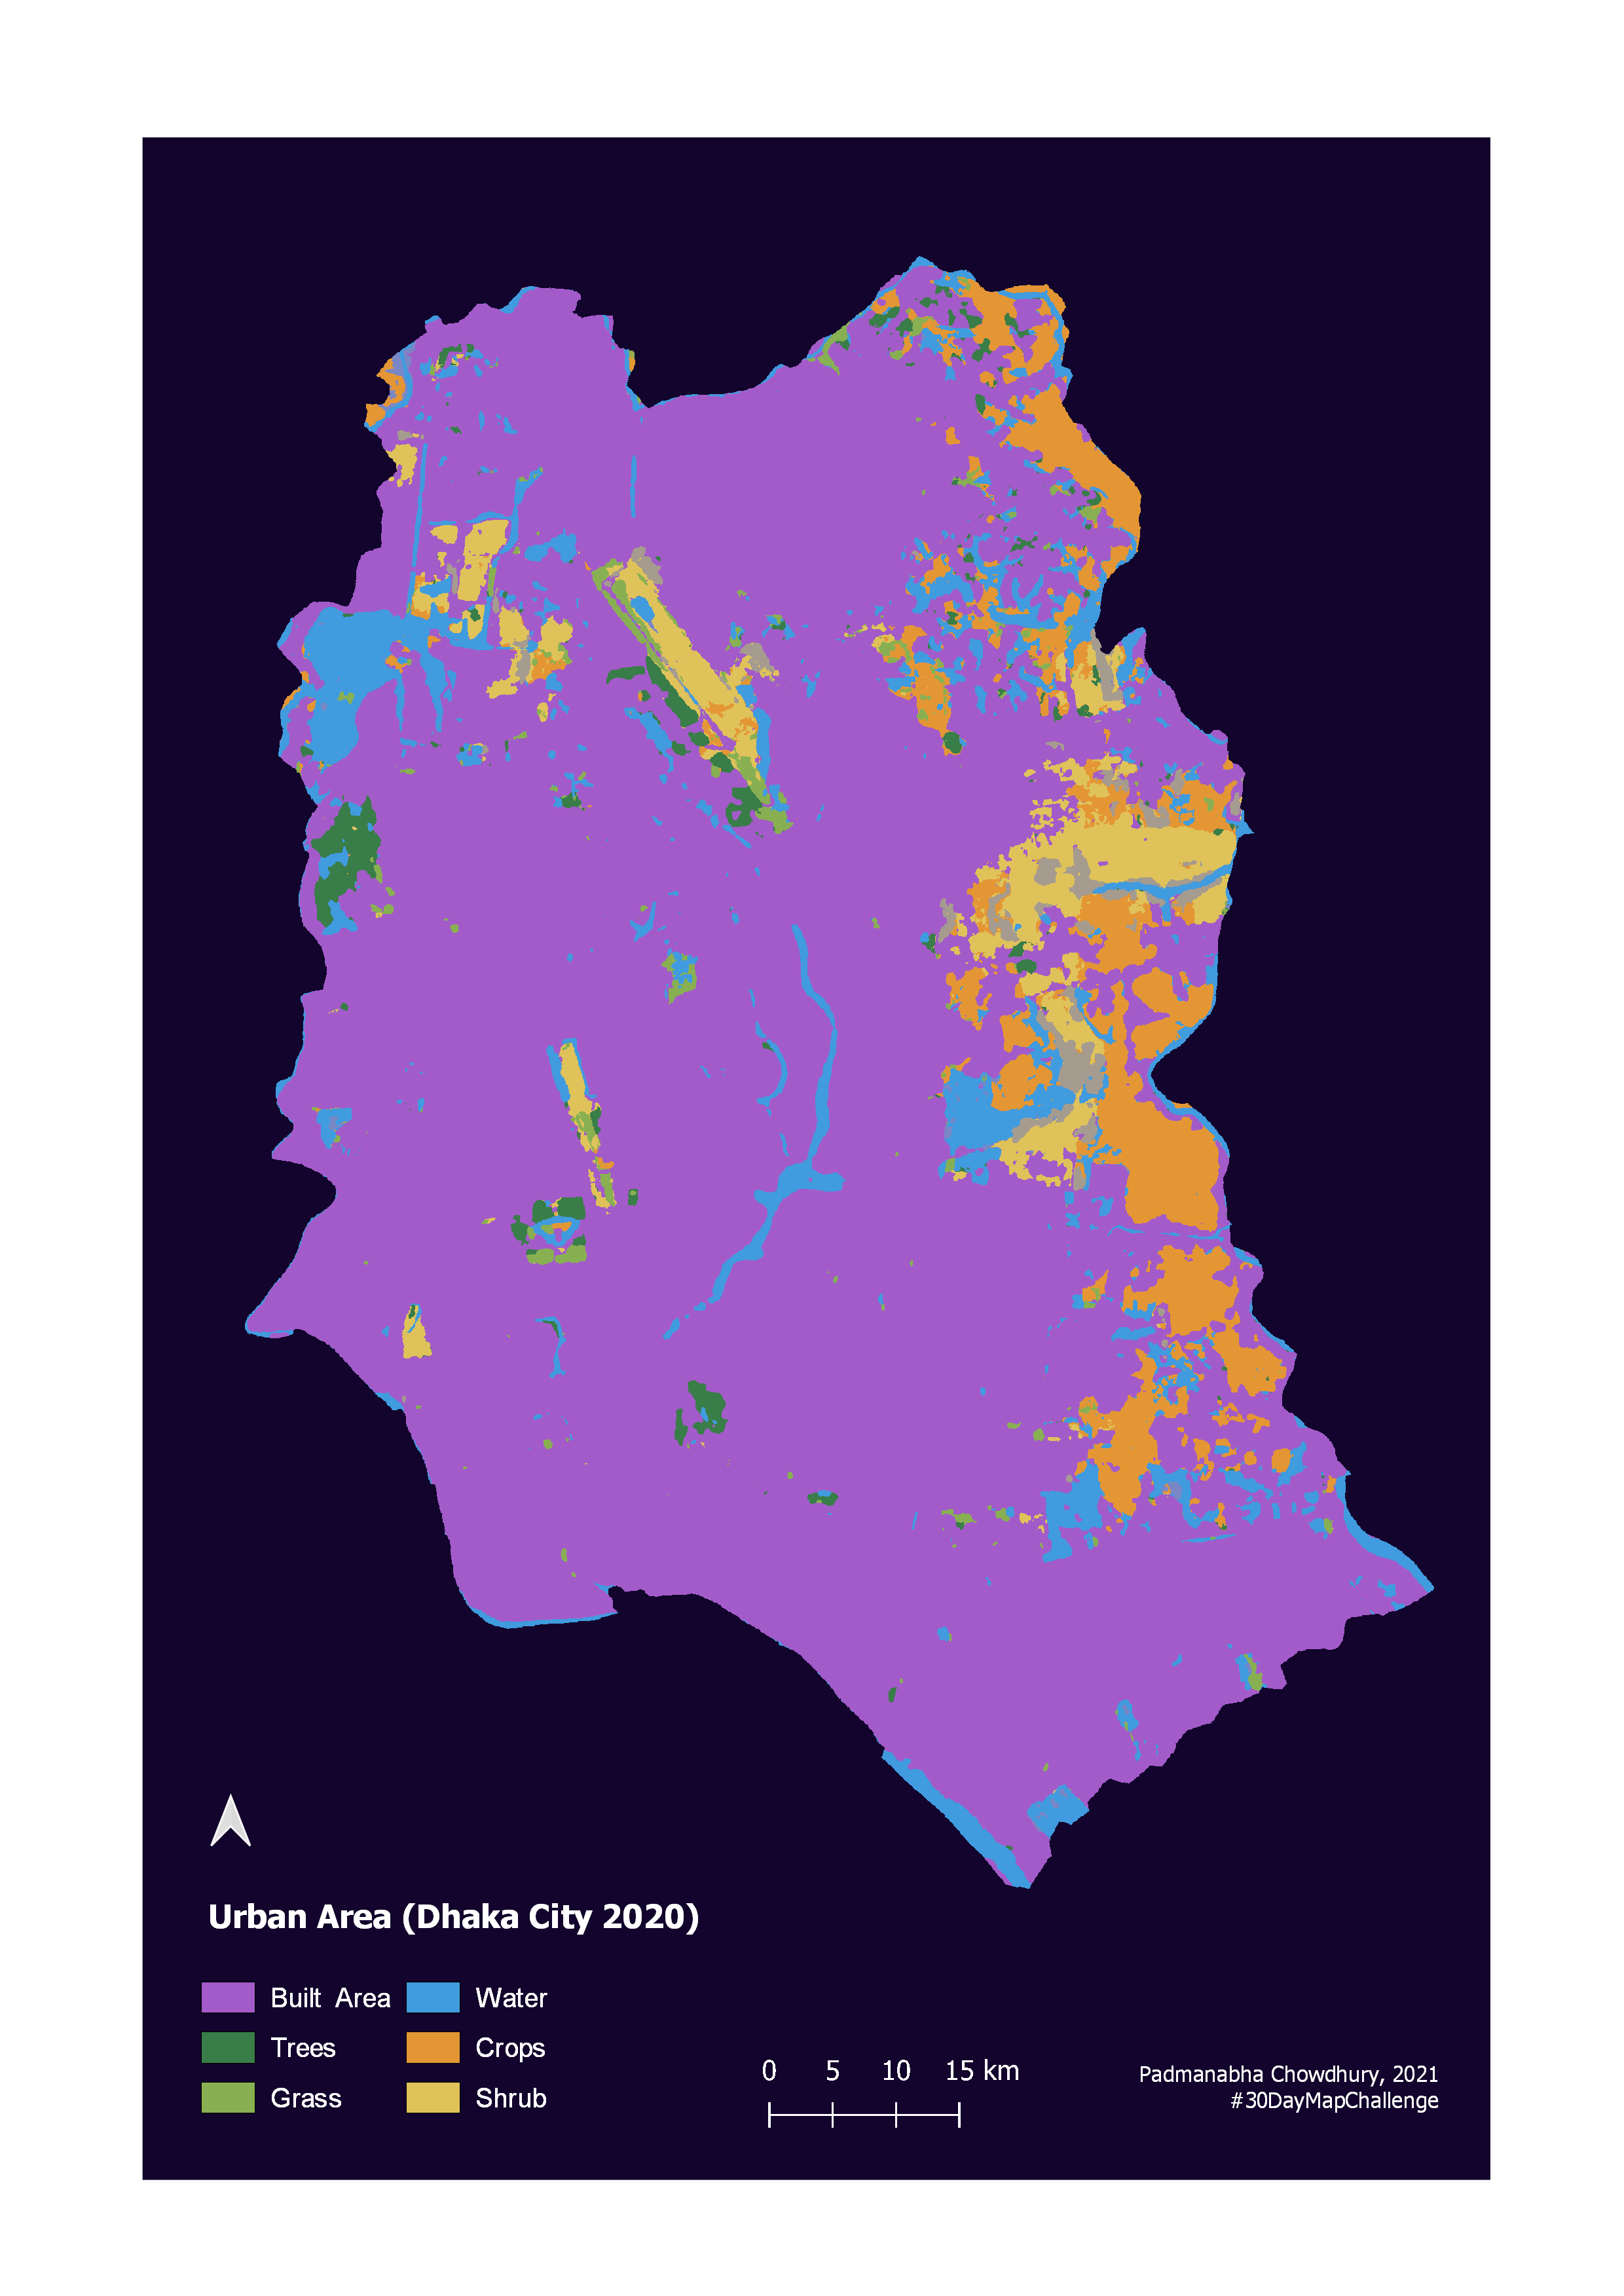 Urban Area (Dhaka City 2020)
Built Area
Water
Trees
Crops
Grass
Shrub
0 5 10 15 km
Padmanabha Chowdhury, 2021
#30DayMapChallenge